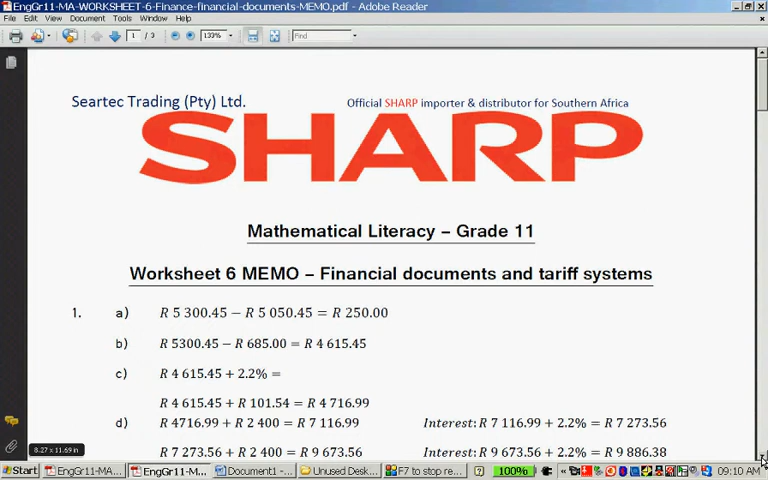 EngGr11-MA-WORKSHEET-6-Finance-financial-documents-MEMO.pdf - Adobe Reader
File Edit View Document Tools Window Help
1 / 3 133% Find
Seartec Trading (Pty) Ltd. Official SHARP importer & distributor for Southern Africa
SHARP
Mathematical Literacy – Grade 11
Worksheet 6 MEMO – Financial documents and tariff systems
1. a) R 5 300.45 − R 5 050.45 = R 250.00
b) R 5300.45 − R 685.00 = R 4 615.45
c) R 4 615.45 + 2.2% =
R 4 615.45 + R 101.54 = R 4 716.99
d) R 4716.99 + R 2 400 = R 7 116.99 Interest: R 7 116.99 + 2.2% = R 7 273.56
R 7 273.56 + R 2 400 = R 9 673.56 Interest: R 9 673.56 + 2.2% = R 9 886.38
8.27 x 11.69 in
Start EngGr11-MA... EngGr11-M... Document1 - ... Unused Desk... F7 to stop re... 100% 09:10 AM